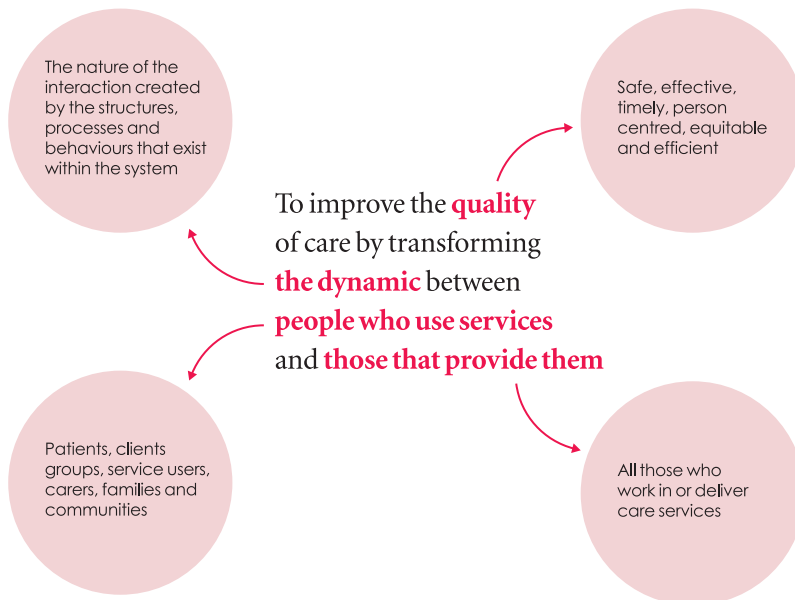 The nature of the
interaction created
by the structures,
processes and
behaviours that exist
within the system
Safe, effective,
timely, person
centred, equitable
and efficient
To improve the quality
of care by transforming
the dynamic between
people who use services
and those that provide them
Patients, clients
groups, service users,
carers, families and
communities
All those who
work in or deliver
care services